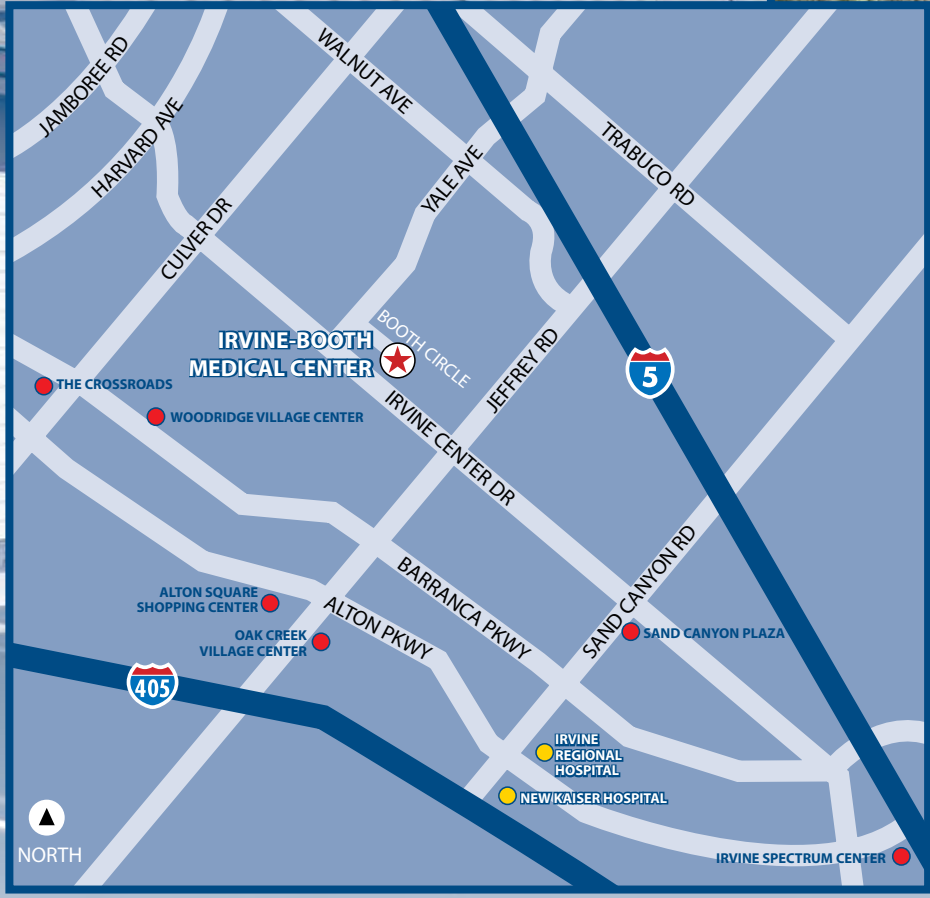 WALNUT AVE
JAMBOREE RD
HARVARD AVE
TRABUCO RD
YALE AVE
CULVER DR
BOOTH CIRCLE
IRVINE-BOOTH
MEDICAL CENTER
JEFFREY RD
5
THE CROSSROADS
WOODRIDGE VILLAGE CENTER
IRVINE CENTER DR
SAND CANYON RD
BARRANCA PKWY
ALTON SQUARE
SHOPPING CENTER
ALTON PKWY
OAK CREEK
VILLAGE CENTER
SAND CANYON PLAZA
405
IRVINE
REGIONAL
HOSPITAL
NEW KAISER HOSPITAL
NORTH
IRVINE SPECTRUM CENTER